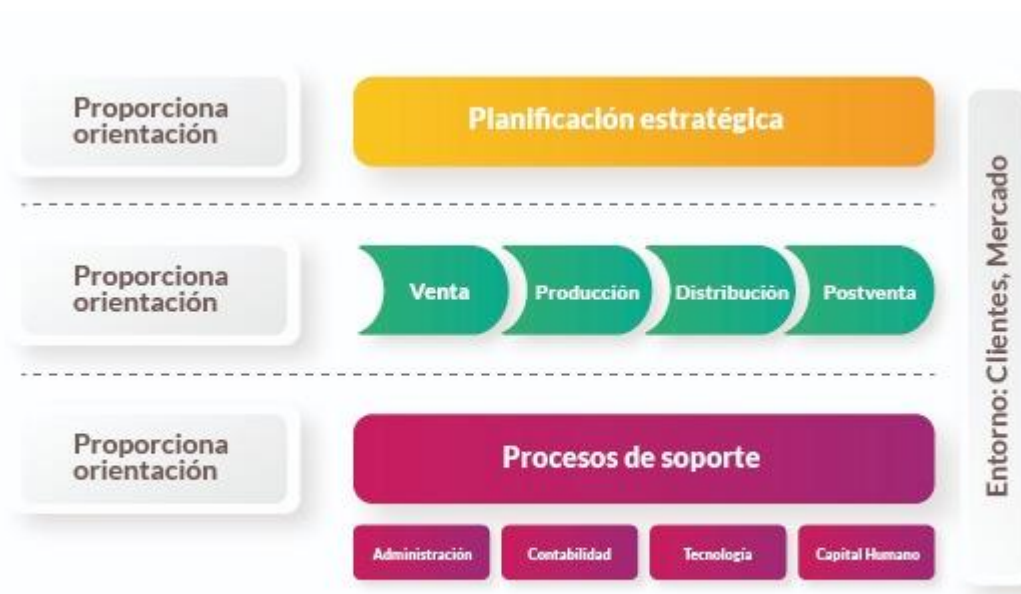 Proporciona
orientación
Planificación estratégica
Proporciona
orientación
Venta
Producción
Distribución
Postventa
Proporciona
orientación
Procesos de soporte
Administración
Contabilidad
Tecnología
Capital Humano
Entorno: Clientes, Mercado